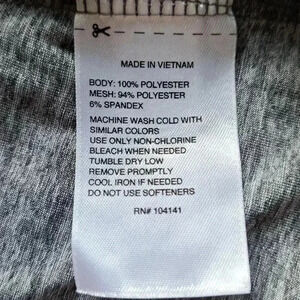 MADE IN VIETNAM
BODY: 100% POLYESTER
MESH: 94% POLYESTER
6% SPANDEX
MACHINE WASH COLD WITH
SIMILAR COLORS
USE ONLY NON-CHLORINE
BLEACH WHEN NEEDED
TUMBLE DRY LOW
REMOVE PROMPTLY
COOL IRON IF NEEDED
DO NOT USE SOFTENERS
RN# 104141